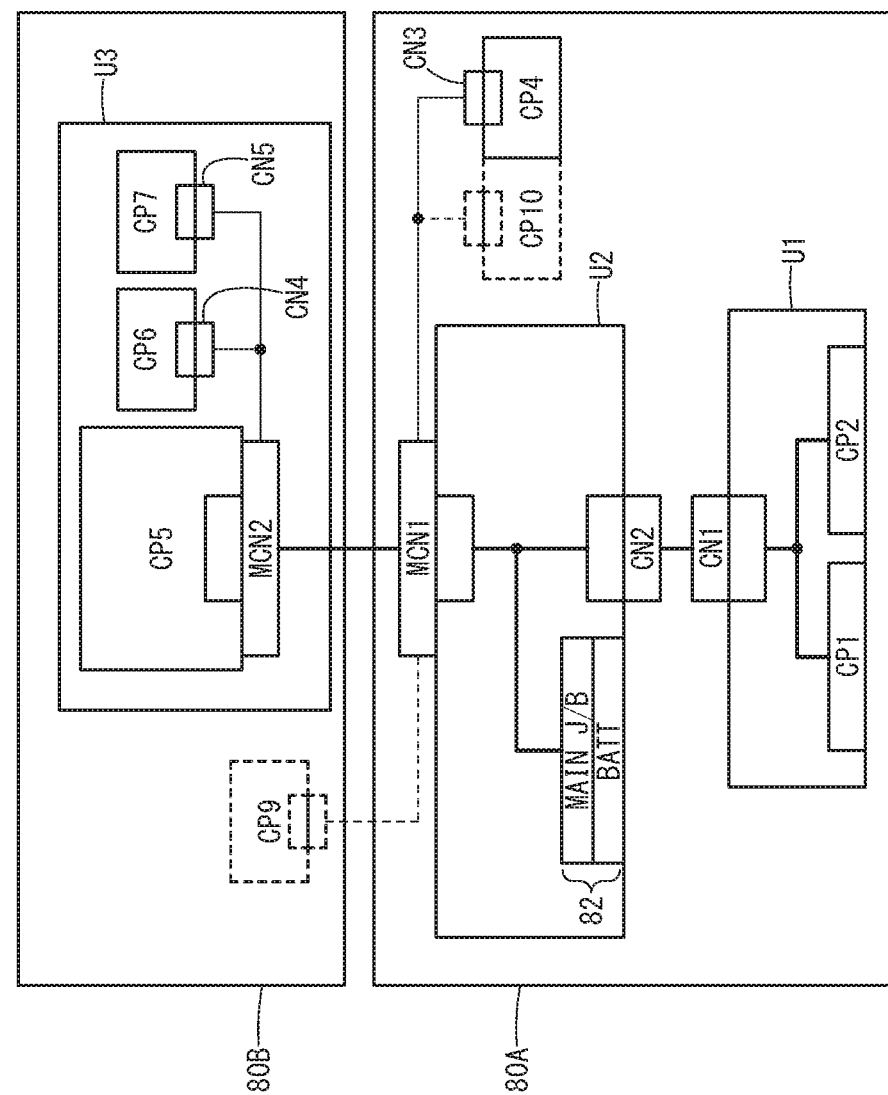 80B
U3
CP5
MCN2
CP6
CN4
CP7
CN5
CP9
80A
MCN1
CN3
CP4
CP10
U2
MAIN J/B
BATT
82
CN2
CN1
U1
CP1
CP2